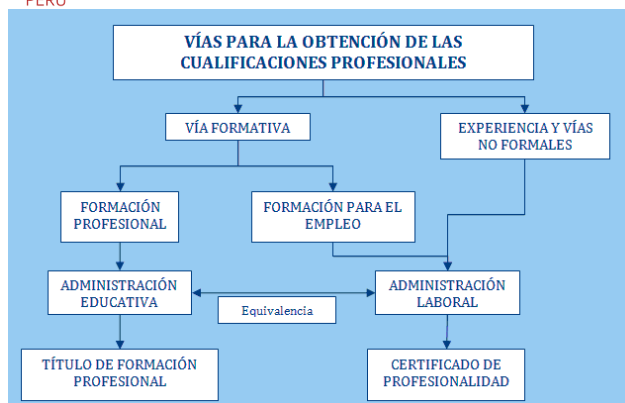 PERÚ
VÍAS PARA LA OBTENCIÓN DE LAS
CUALIFICACIONES PROFESIONALES
VÍA FORMATIVA
EXPERIENCIA Y VÍAS
NO FORMALES
FORMACIÓN
PROFESIONAL
FORMACIÓN PARA EL
EMPLEO
ADMINISTRACIÓN
EDUCATIVA
Equivalencia
ADMINISTRACIÓN
LABORAL
TÍTULO DE FORMACIÓN
PROFESIONAL
CERTIFICADO DE
PROFESIONALIDAD